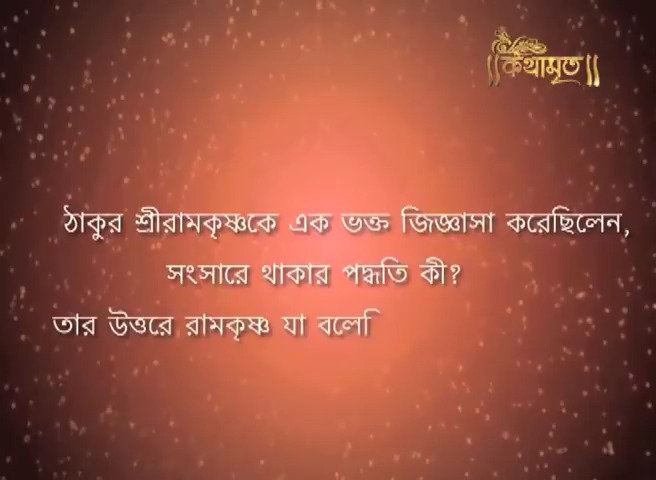 ||কথামৃত||
ঠাকুর শ্রীরামকৃষ্ণকে এক ভক্ত জিজ্ঞাসা করেছিলেন,
সংসারে থাকার পদ্ধতি কী?
তার উত্তরে রামকৃষ্ণ যা বলেি